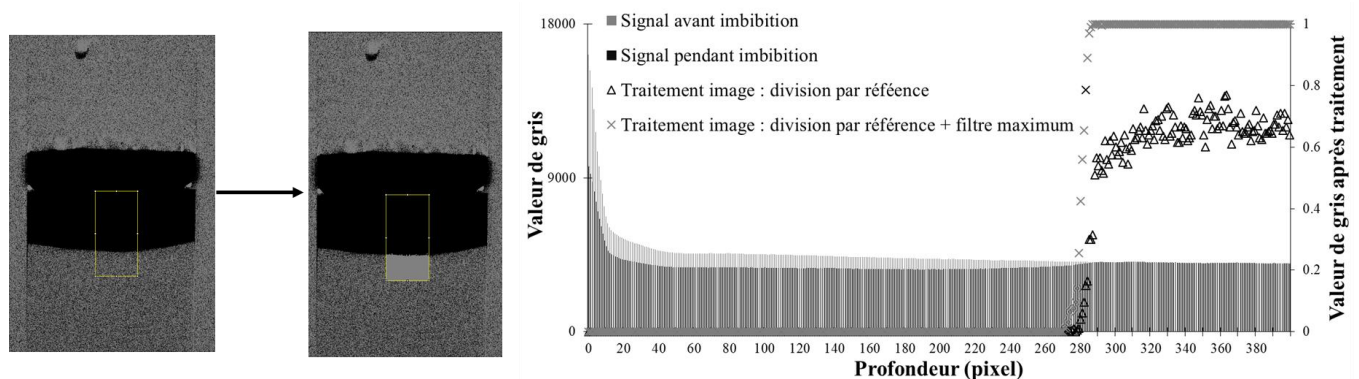 18000
Signal avant imbibition
Signal pendant imbibition
Traitement image : division par réféence
Traitement image : division par référence + filtre maximum
1
0.8
0.6
0.4
0.2
0
9000
0
Valeur de gris
Valeur de gris après traitement
0 20 40 60 80 100 120 140 160 180 200 220 240 260 280 300 320 340 360 380
Profondeur (pixel)